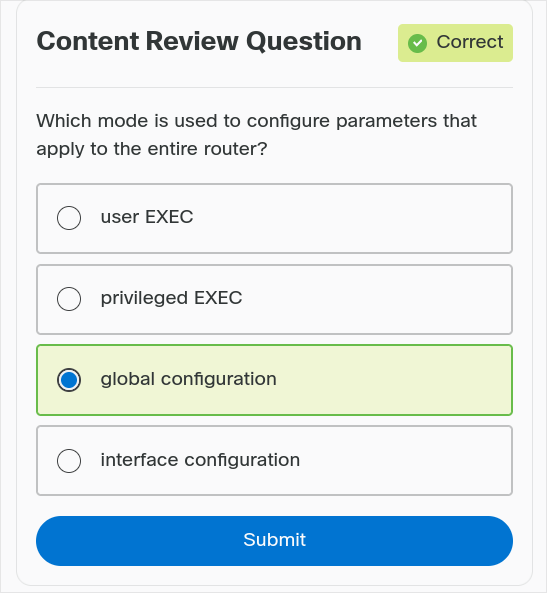 Content Review Question
Correct
Which mode is used to configure parameters that
apply to the entire router?
user EXEC
privileged EXEC
global configuration
interface configuration
Submit